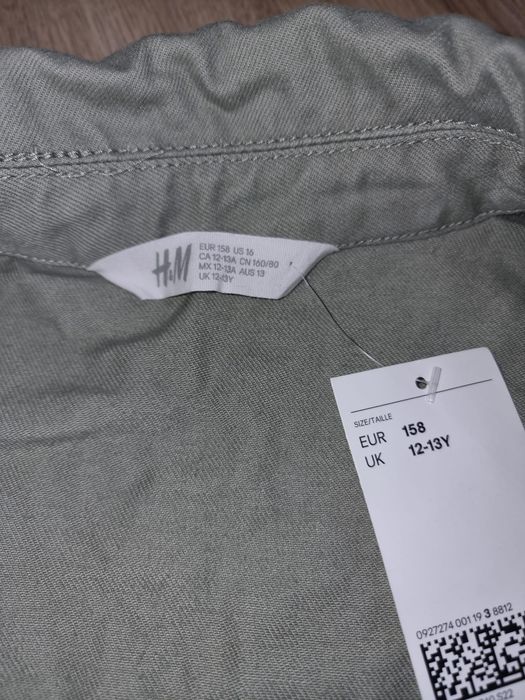 H&M
EUR 158 US 16
CA 12-13A CN 160/80
MX 12-13A AUS 13
UK 12-13Y
SIZE/TAILLE
EUR 158
UK 12-13Y
0927274 001 19 3 8812
S22